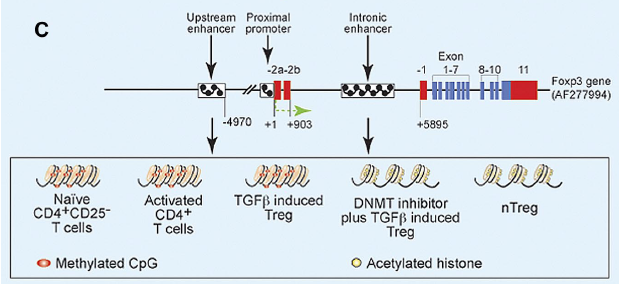 C
Upstream
enhancer
Proximal
promoter
Intronic
enhancer
-2a-2b
-1
Exon
1-7
8-10
11
Foxp3 gene
(AF277994)
-4970
+1
+903
+5895
Naïve
CD4+CD25-
T cells
Activated
CD4+
T cells
TGFβ induced
Treg
DNMT inhibitor
plus TGFβ induced
Treg
nTreg
Methylated CpG
Acetylated histone